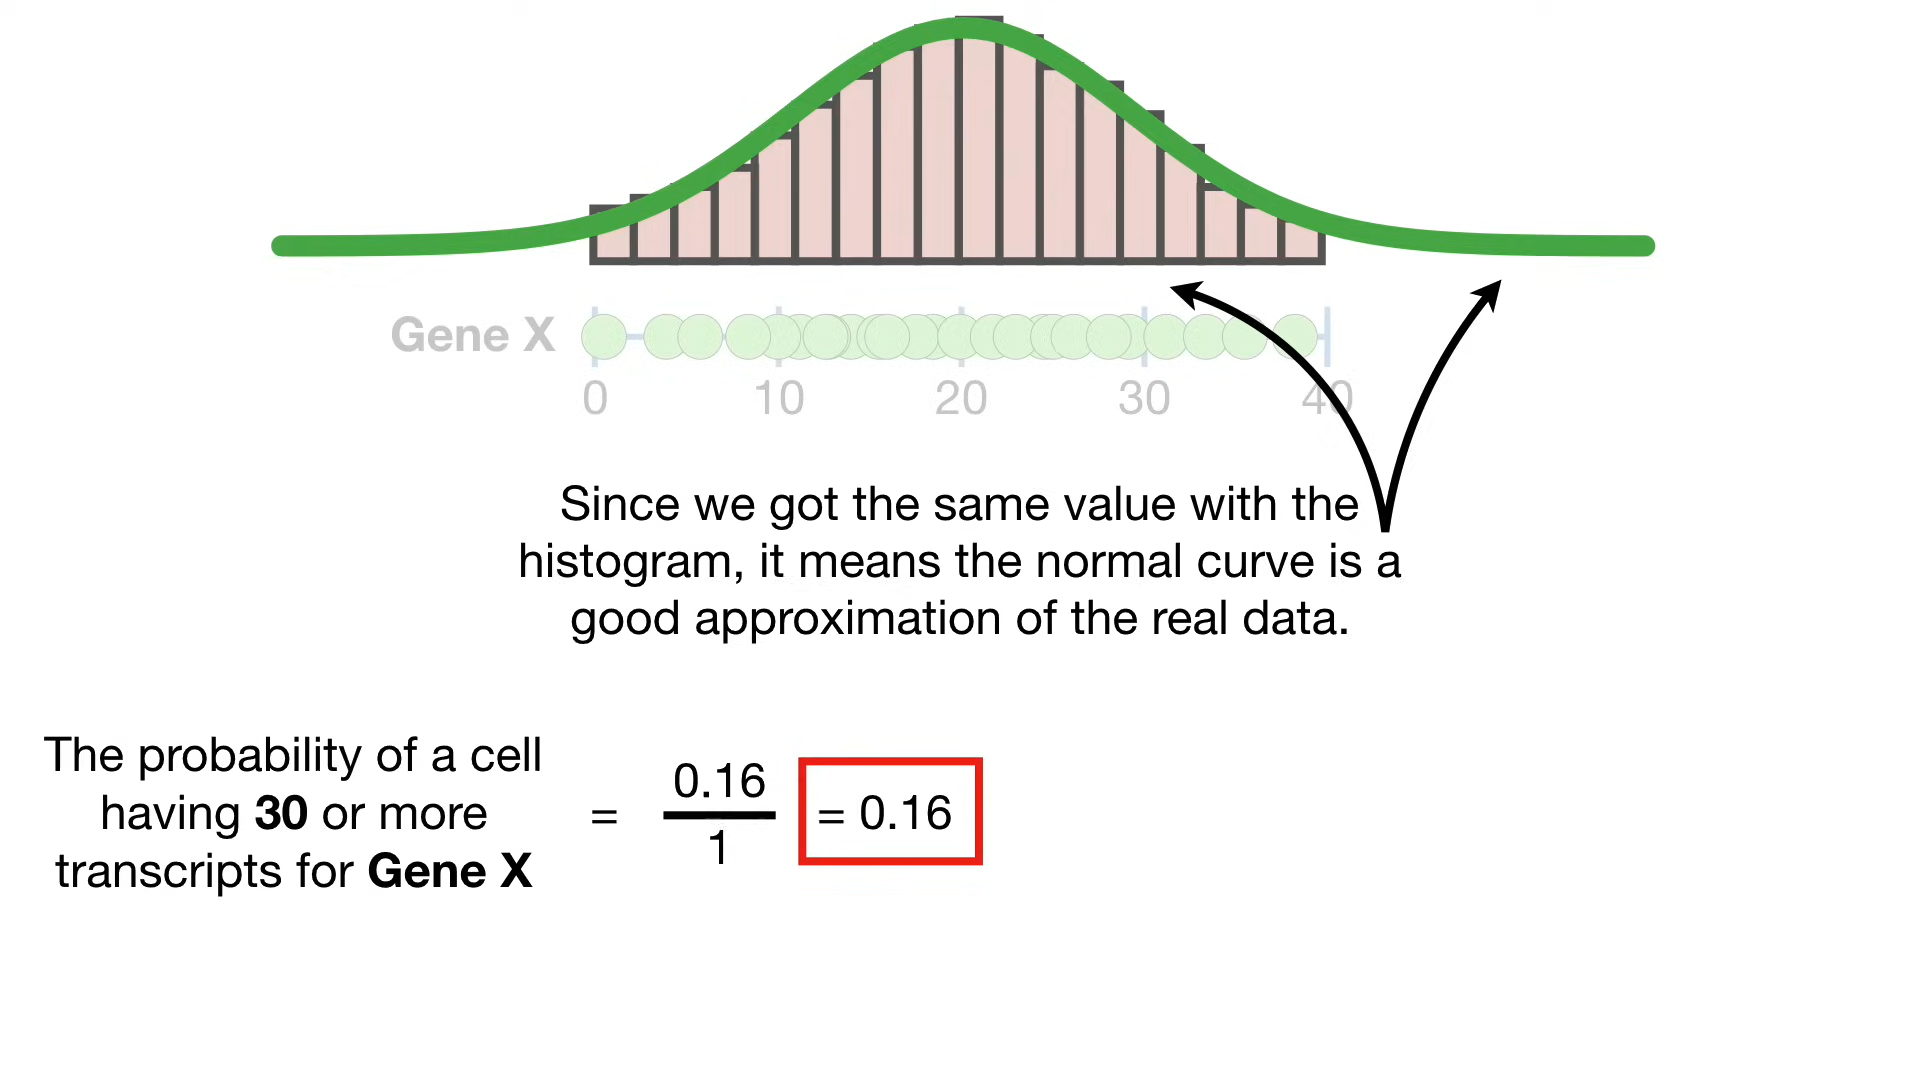 Gene X
0 10 20 30 40
Since we got the same value with the
histogram, it means the normal curve is a
good approximation of the real data.
The probability of a cell
having 30 or more
transcripts for Gene X
=
0.16
1
= 0.16